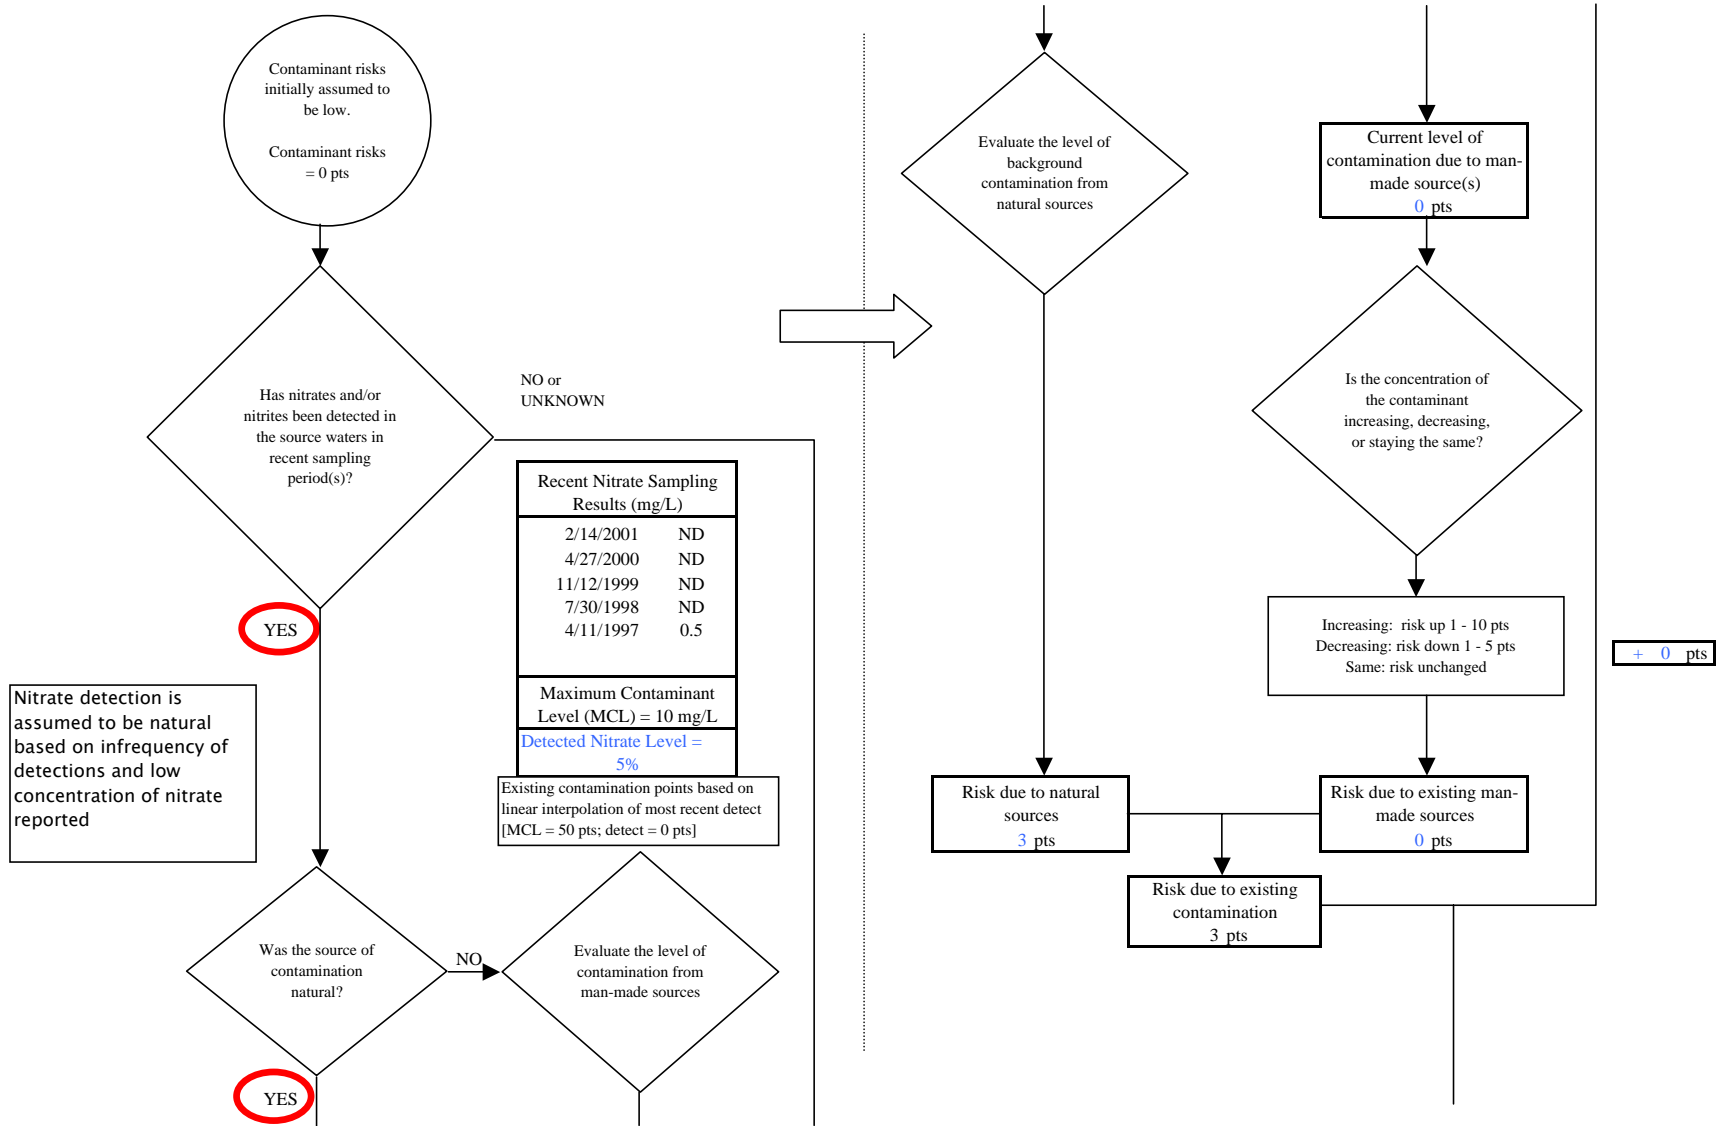 Contaminant risks
initially assumed to
be low.
Contaminant risks
= 0 pts
Has nitrates and/or
nitrites been detected in
the source waters in
recent sampling
period(s)?
NO or
UNKNOWN
YES
Recent Nitrate Sampling
Results (mg/L)
2/14/2001 ND
4/27/2000 ND
11/12/1999 ND
7/30/1998 ND
4/11/1997 0.5
Maximum Contaminant
Level (MCL) = 10 mg/L
Detected Nitrate Level =
5%
Existing contamination points based on
linear interpolation of most recent detect
[MCL = 50 pts; detect = 0 pts]
Nitrate detection is
assumed to be natural
based on infrequency of
detections and low
concentration of nitrate
reported
Was the source of
contamination
natural?
NO
YES
Evaluate the level of
contamination from
man-made sources
Evaluate the level of
background
contamination from
natural sources
Current level of
contamination due to man-
made source(s)
0 pts
Is the concentration of
the contaminant
increasing, decreasing,
or staying the same?
Increasing: risk up 1 - 10 pts
Decreasing: risk down 1 - 5 pts
Same: risk unchanged
+ 0 pts
Risk due to natural
sources
3 pts
Risk due to existing man-
made sources
0 pts
Risk due to existing
contamination
3 pts